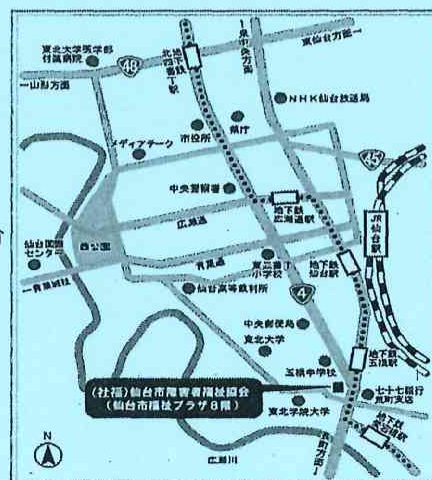 東北大学医学部
付属病院
地下鉄
北四番丁駅
泉中央方面
東仙台方面
48
山形方面
NHK仙台放送局
市役所
県庁
メディアテーク
45
中央警察署
広瀬通
地下鉄
広瀬通駅
JR仙台駅
仙台国際
センター
西公園
青葉城址
青葉通
東二番丁
小学校
地下鉄
仙台駅
仙台高等裁判所
4
中央郵便局
東北大学
地下鉄
五橋駅
五橋中学校
(社福)仙台市障害者福祉協会
(仙台市福祉プラザ8階)
七十七銀行
荒町支店
東北学院大学
地下鉄
愛宕橋駅
長町方面
N
広瀬川